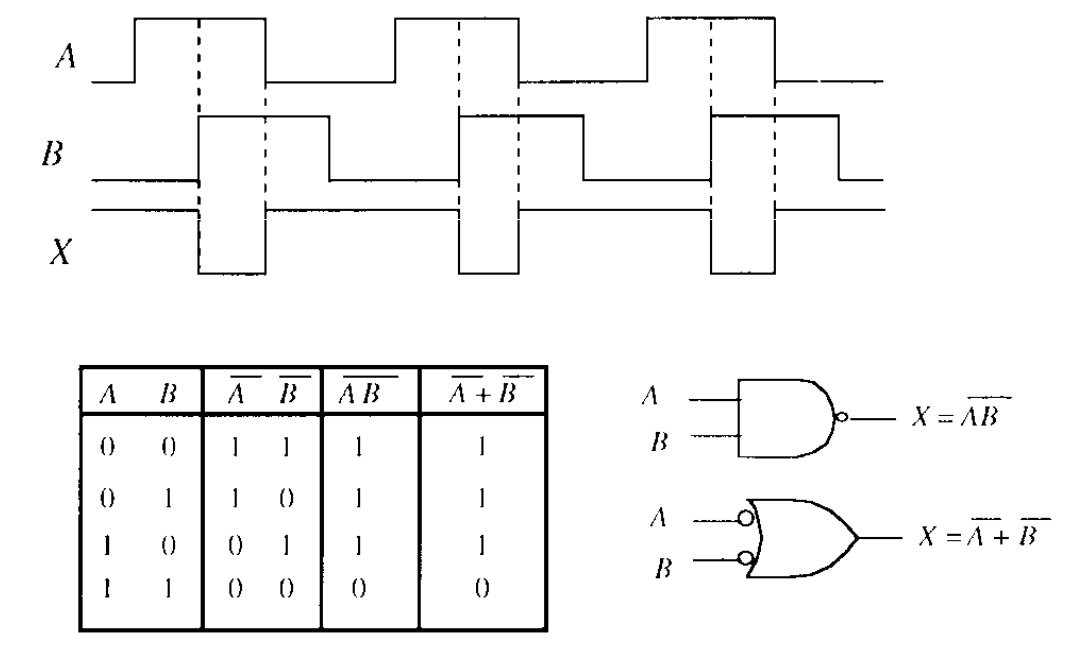 A
B
X
A B A̅ B̅ A̅B̅ A̅ + B̅
0 0 1 1 1 1
0 1 1 0 1 1
1 0 0 1 1 1
1 1 0 0 0 0
A
B
X = A̅B̅
A
B
X = A̅ + B̅